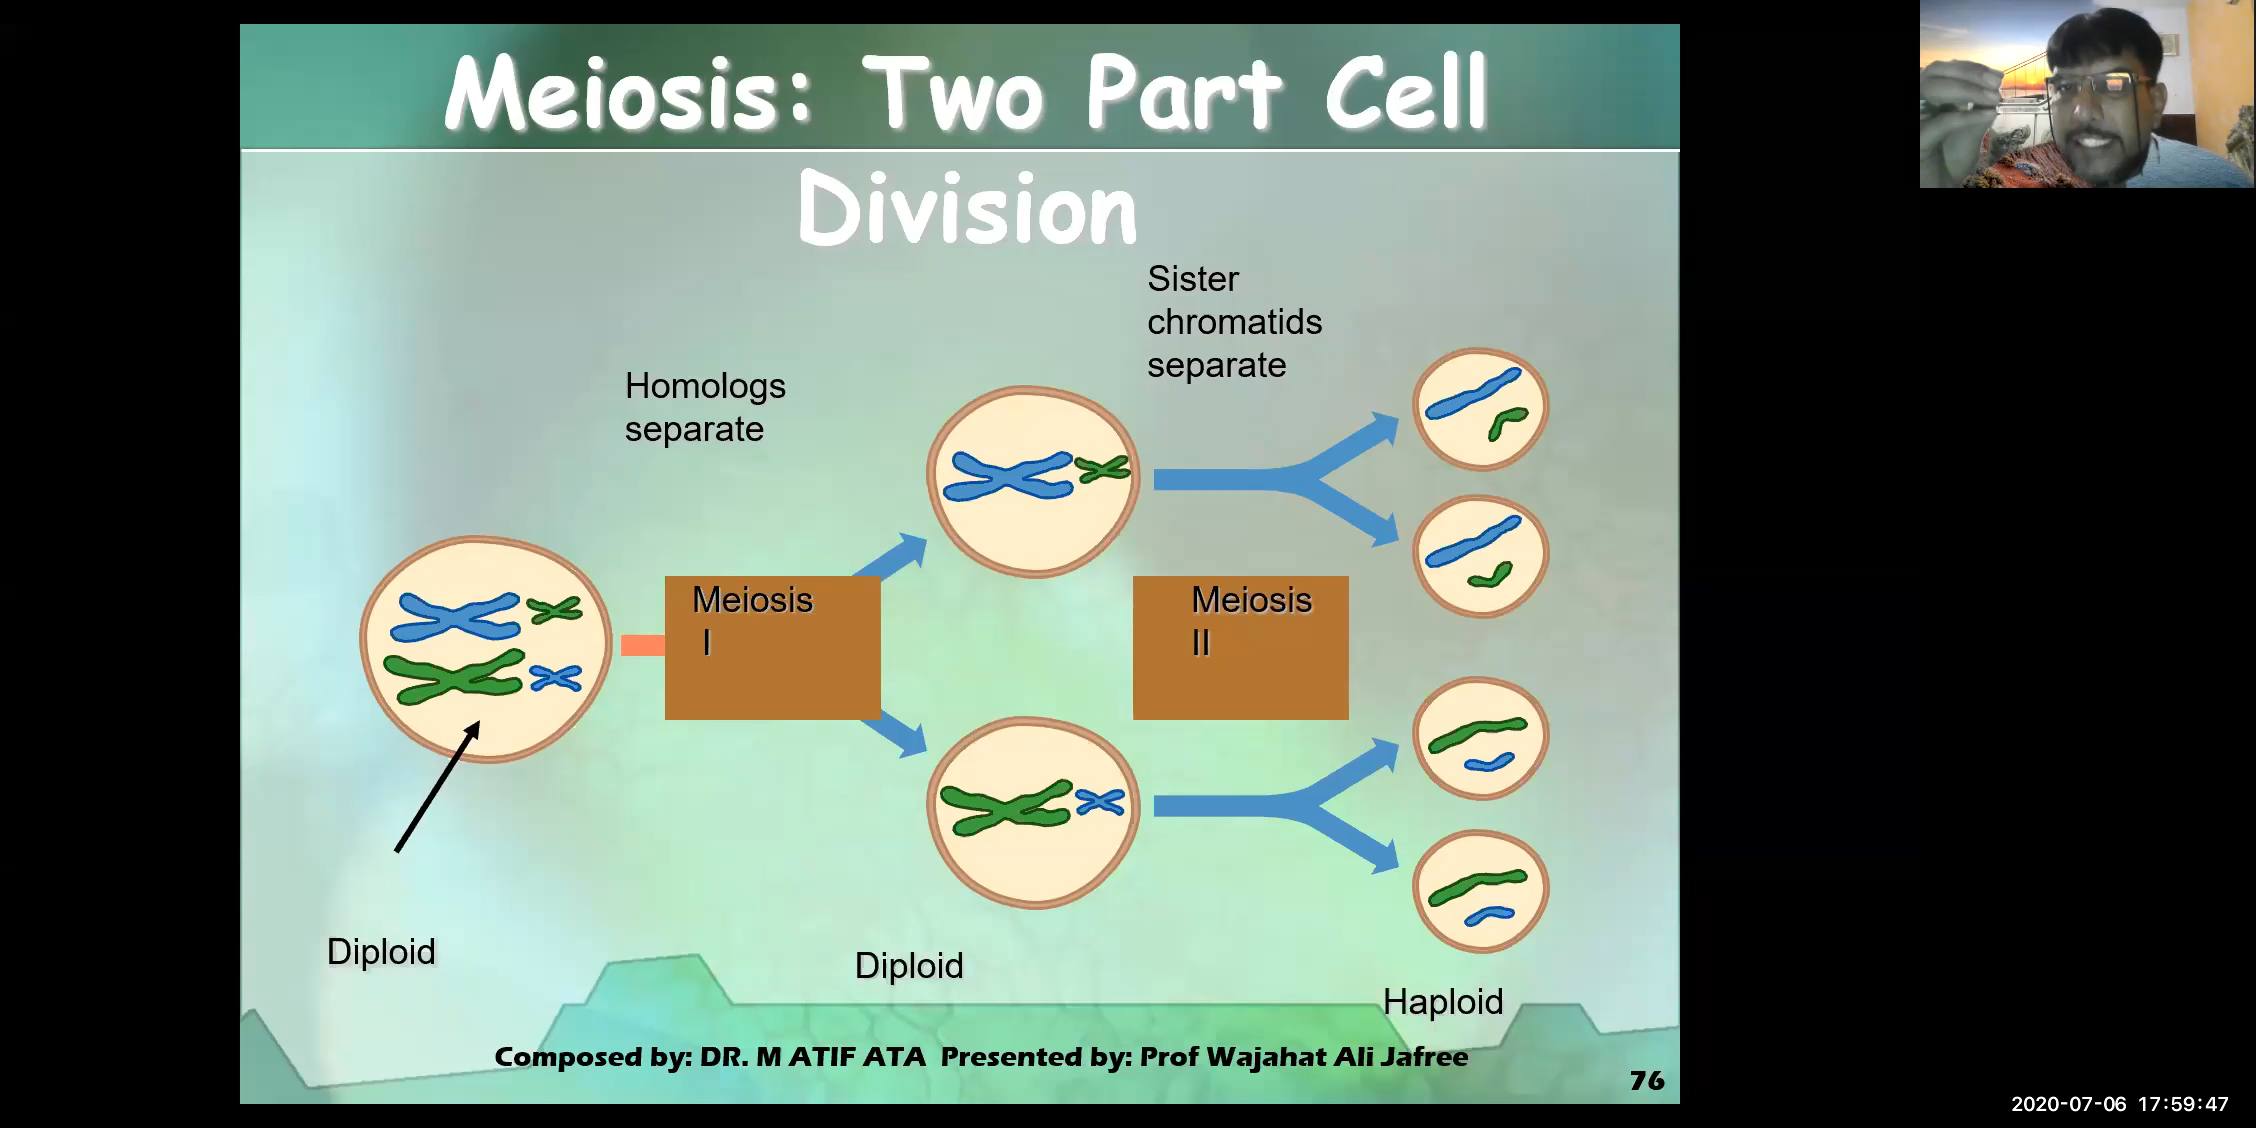 Meiosis: Two Part Cell
Division
Sister
chromatids
separate
Homologs
separate
Meiosis
I
Meiosis
II
Diploid
Diploid
Haploid
Composed by: DR. M ATIF ATA Presented by: Prof Wajahat Ali Jafree
76
2020-07-06 17:59:47